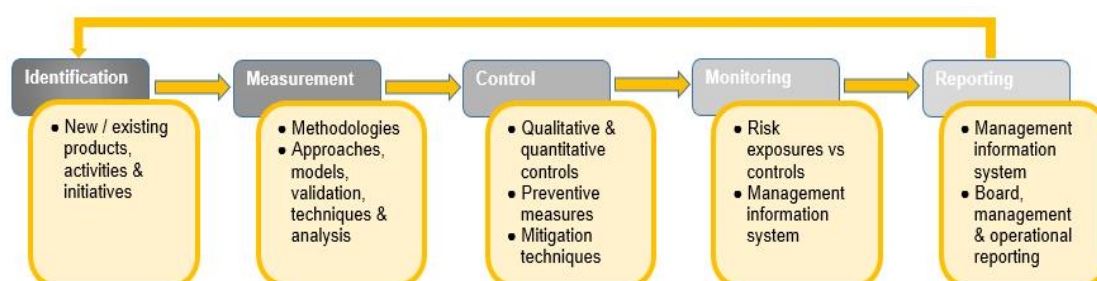 Identification
● New / existing
products,
activities &
initiatives
Measurement
● Methodologies
● Approaches,
models,
validation,
techniques &
analysis
Control
● Qualitative &
quantitative
controls
● Preventive
measures
● Mitigation
techniques
Monitoring
● Risk
exposures vs
controls
● Management
information
system
Reporting
● Management
information
system
● Board,
management
& operational
reporting